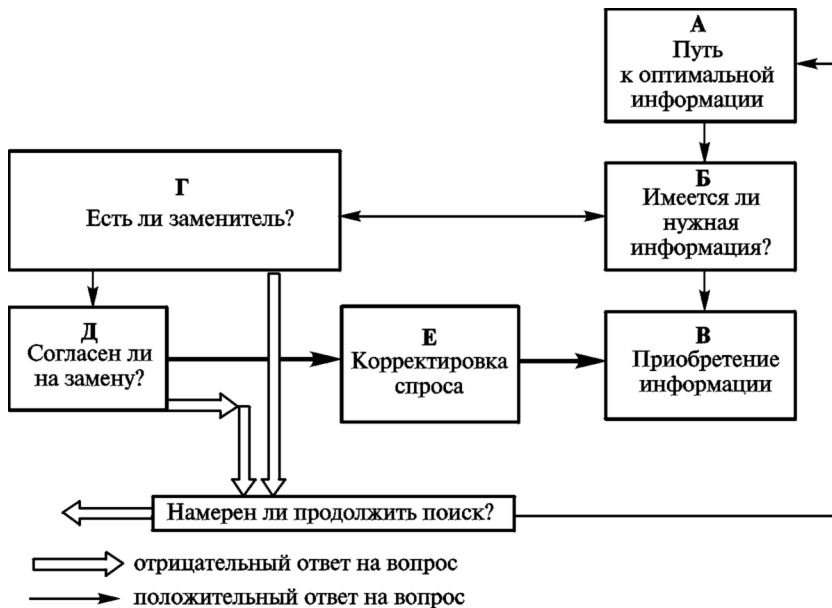 А
Путь
к оптимальной
информации
Г
Есть ли заменитель?
Б
Имеется ли
нужная
информация?
Д
Согласен ли
на замену?
Е
Корректировка
спроса
В
Приобретение
информации
Намерен ли продолжить поиск?
отрицательный ответ на вопрос
положительный ответ на вопрос